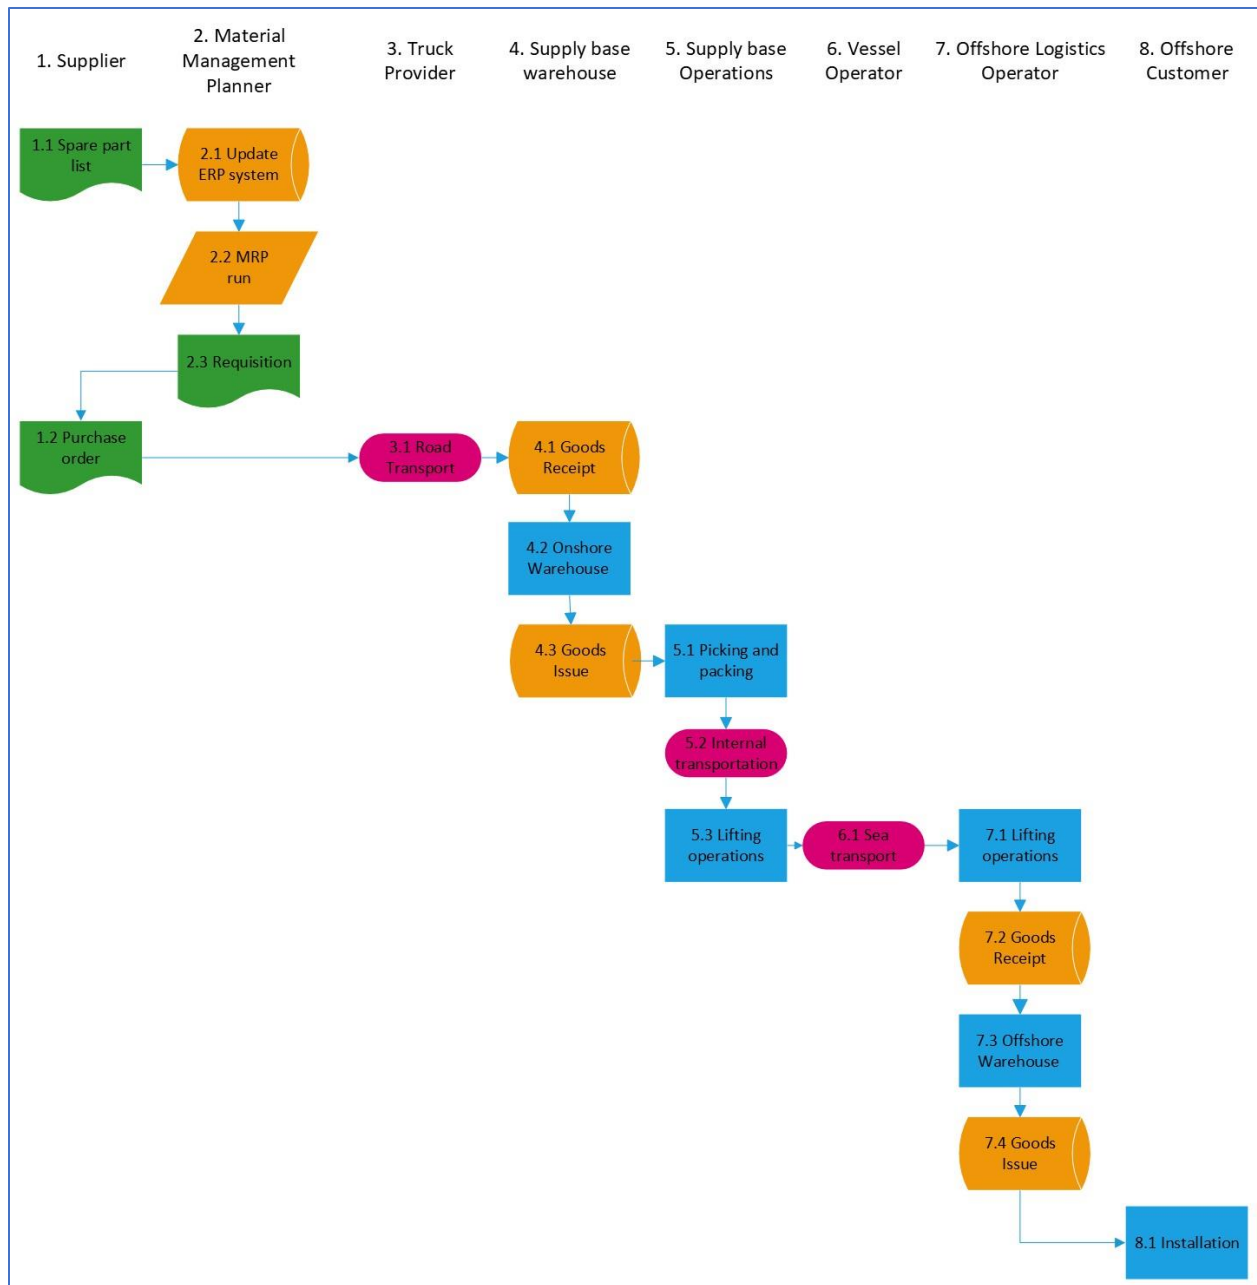 1. Supplier
2. Material
Management
Planner
3. Truck
Provider
4. Supply base
warehouse
5. Supply base
Operations
6. Vessel
Operator
7. Offshore Logistics
Operator
8. Offshore
Customer
1.1 Spare part
list
2.1 Update
ERP system
2.2 MRP
run
2.3 Requisition
1.2 Purchase
order
3.1 Road
Transport
4.1 Goods
Receipt
4.2 Onshore
Warehouse
4.3 Goods
Issue
5.1 Picking and
packing
5.2 Internal
transportation
5.3 Lifting
operations
6.1 Sea
transport
7.1 Lifting
operations
7.2 Goods
Receipt
7.3 Offshore
Warehouse
7.4 Goods
Issue
8.1 Installation